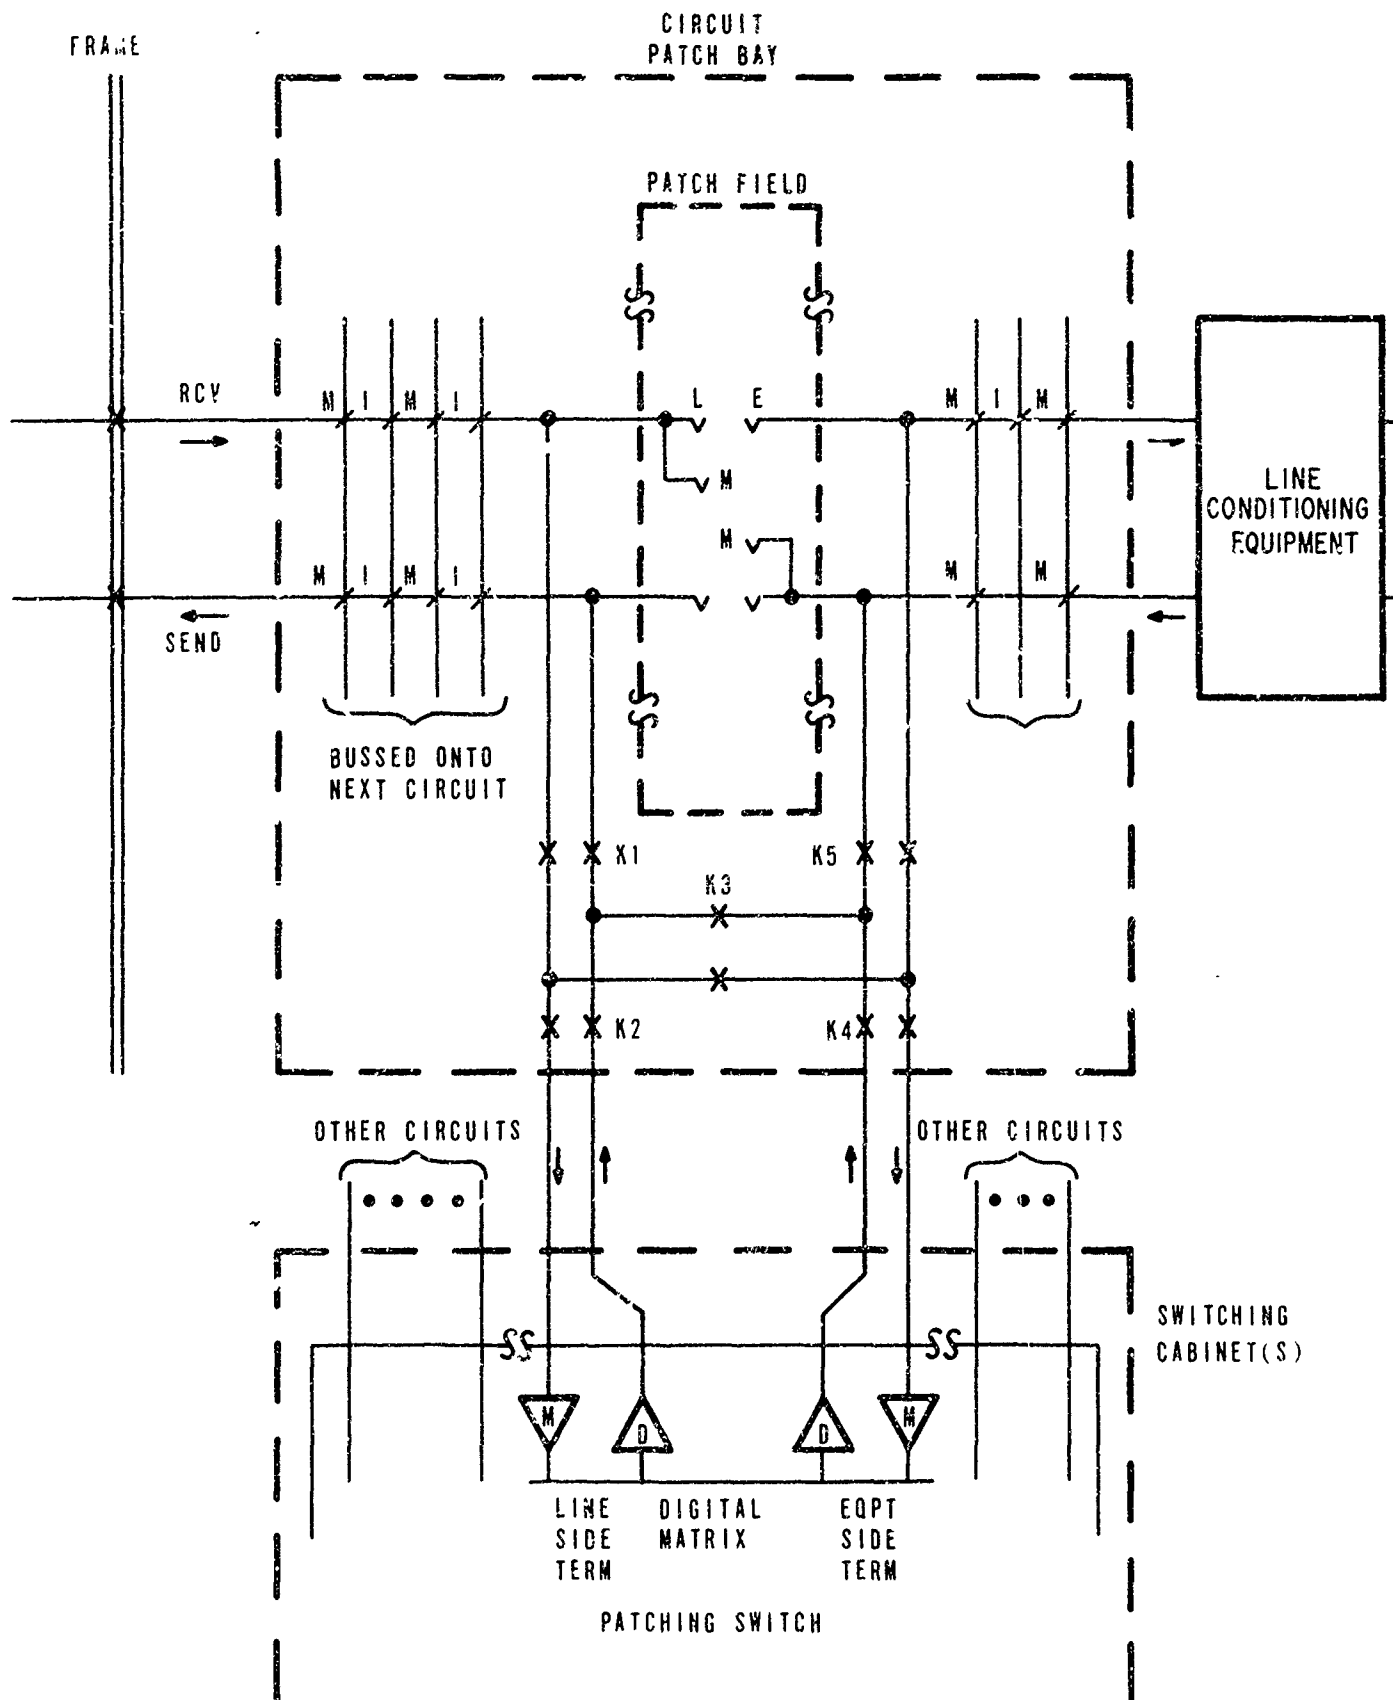 CIRCUIT
PATCH BAY
FRAME
PATCH FIELD
RCV
M I M I
L E
M I M
M
M
M I M I
M M
SEND
LINE
CONDITIONING
EQUIPMENT
BUSSED ONTO
NEXT CIRCUIT
X1
K5
K3
K2
K4
OTHER CIRCUITS
OTHER CIRCUITS
SWITCHING
CABINET(S)
M
D
D
M
LINE
SIDE
TERM
DIGITAL
MATRIX
EQPT
SIDE
TERM
PATCHING SWITCH